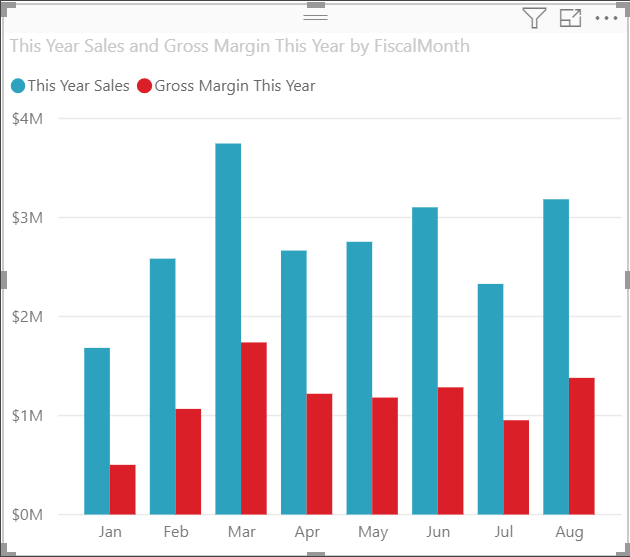 This Year Sales and Gross Margin This Year by FiscalMonth
This Year Sales Gross Margin This Year
$4M
$3M
$2M
$1M
$0M
Jan Feb Mar Apr May Jun Jul Aug